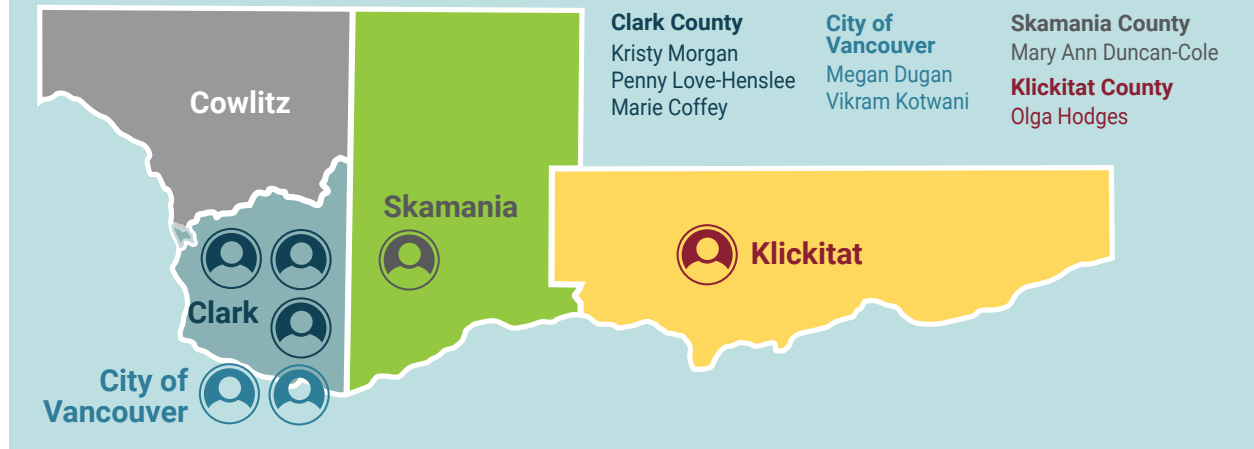 Clark County
Kristy Morgan
Penny Love-Henslee
Marie Coffey
City of
Vancouver
Megan Dugan
Vikram Kotwani
Skamania County
Mary Ann Duncan-Cole
Klickitat County
Olga Hodges
Cowlitz
Skamania
Klickitat
Clark
City of
Vancouver